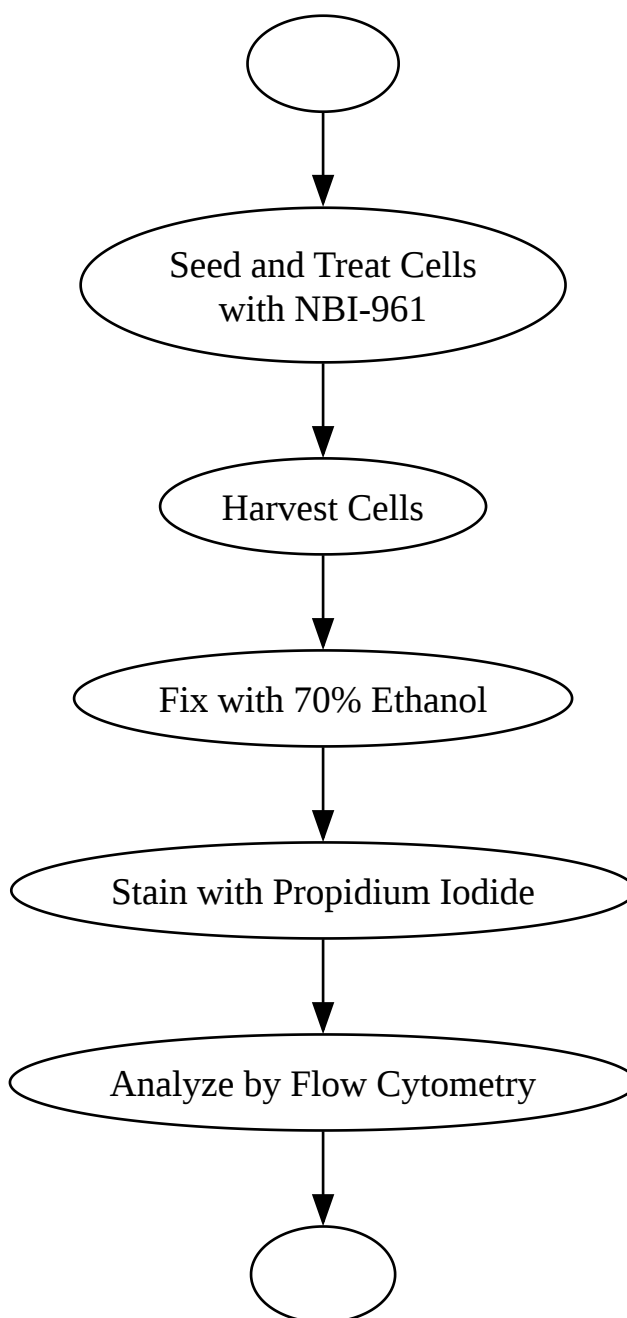 Seed and Treat Cells
with NBI-961
Harvest Cells
Fix with 70% Ethanol
Stain with Propidium Iodide
Analyze by Flow Cytometry